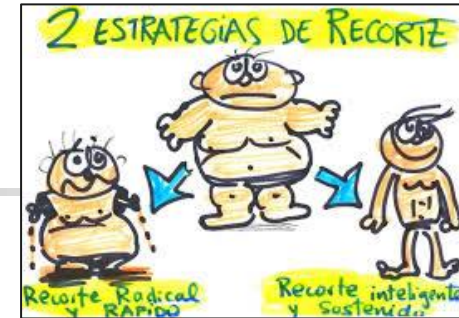 2 ESTRATEGIAS DE RECORTE
Recorte Radical
y RAPIDO
Recorte inteligente
y Sostenido